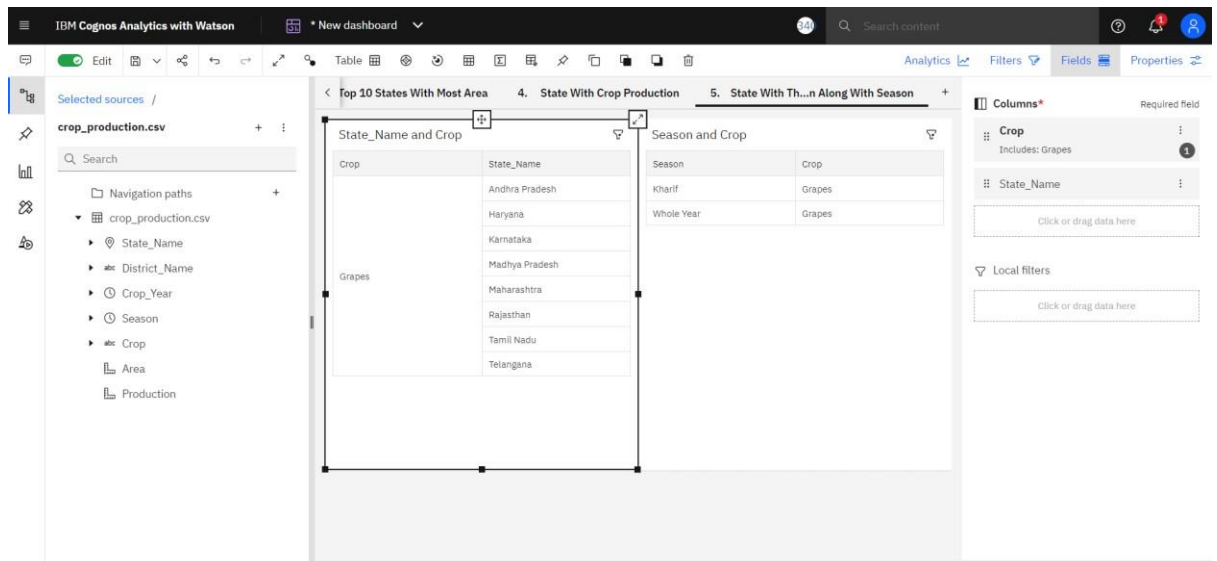 IBM Cognos Analytics with Watson
* New dashboard
Search content
1
Edit
Table
Analytics
Filters
Fields
Properties
Selected sources /
crop_production.csv
Search
Navigation paths
crop_production.csv
State_Name
abc District_Name
Crop_Year
Season
abc Crop
Area
Production
Top 10 States With Most Area
4. State With Crop Production
5. State With Th...n Along With Season
State_Name and Crop
Crop State_Name
Grapes
Andhra Pradesh
Haryana
Karnataka
Madhya Pradesh
Maharashtra
Rajasthan
Tamil Nadu
Telangana
Season and Crop
Season Crop
Kharif Grapes
Whole Year Grapes
Columns* Required field
Crop
Includes: Grapes
1
State_Name
Click or drag data here
Local filters
Click or drag data here